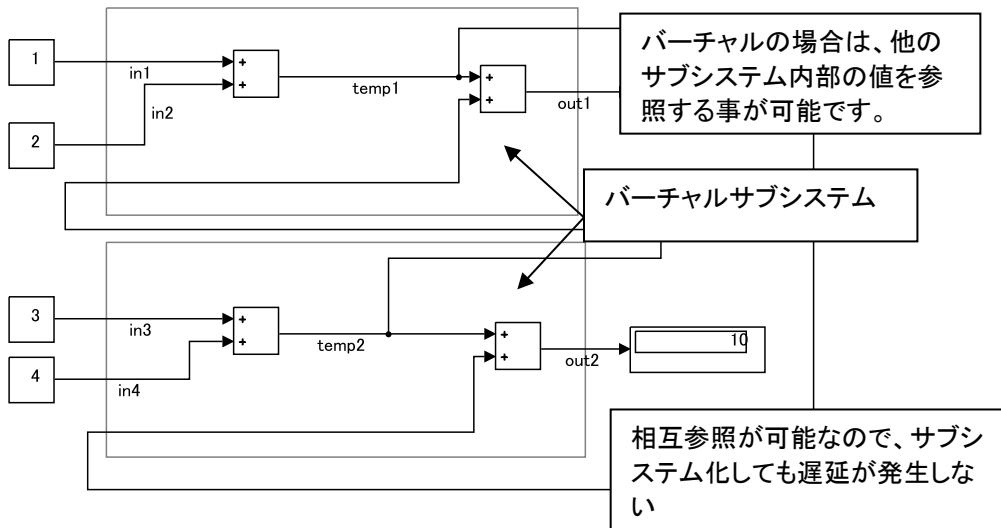 バーチャルの場合は、他の
サブシステム内部の値を参
照する事が可能です。
1
in1
+
+
temp1
+
+
out1
in2
2
バーチャルサブシステム
3
in3
+
+
temp2
+
+
out2
10
4
in4
相互参照が可能なので、サブシ
ステム化しても遅延が発生しな
い